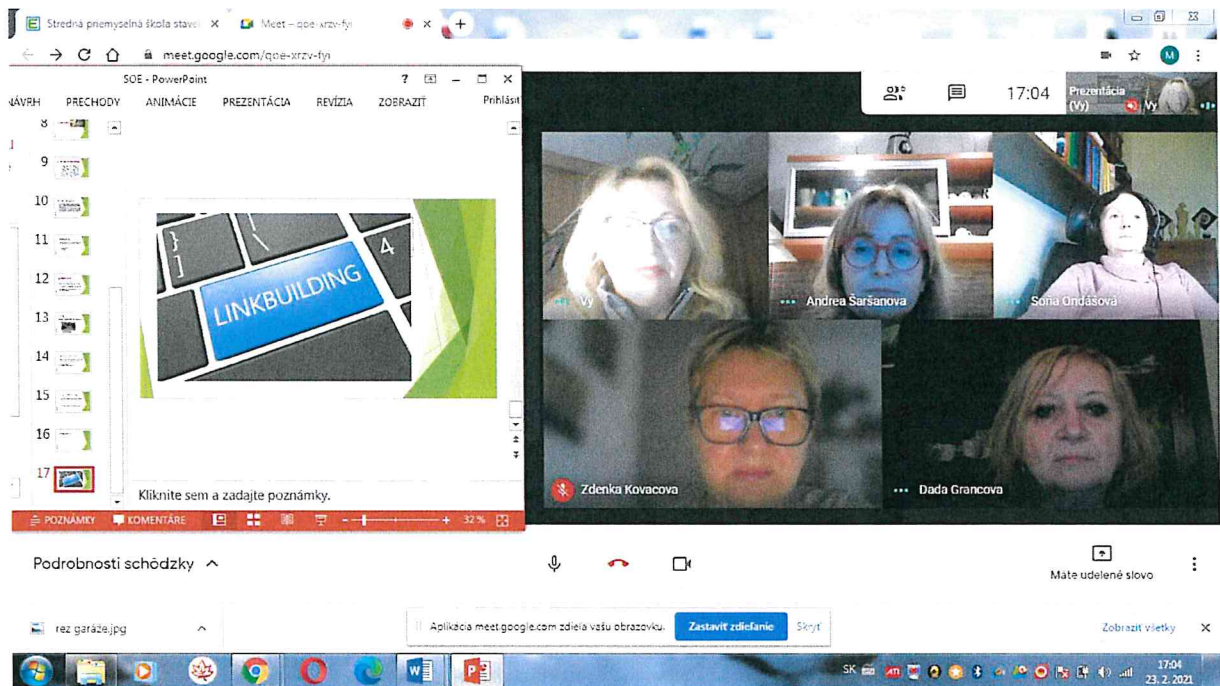 Stredná priemyselná škola stave
Meet – qoe-xrzv-fyi
meet.google.com/qoe-xrzv-fyi
M
SOE - PowerPoint
NÁVRH PRECHODY ANIMÁCIE PREZENTÁCIA REVÍZIA ZOBRAZIŤ Prihlásiť
17:04
Prezentácia
(Vy)
Vy
8
9
10
11
12
13
14
15
16
17
}
]
|
\
4
LINKBUILDING
Kliknite sem a zadajte poznámky.
POZNÁMKY KOMENTÁRE 32 %
Vy
Andrea Šaršanova
Soňa Ondášová
Zdenka Kovacova
Dada Grancova
Podrobnosti schôdzky
Máte udelené slovo
rez garáže.jpg
Aplikácia meet.google.com zdieľa vašu obrazovku.
Zastaviť zdieľanie
Skryť
Zobraziť všetky
SK
17:04
23. 2. 2021